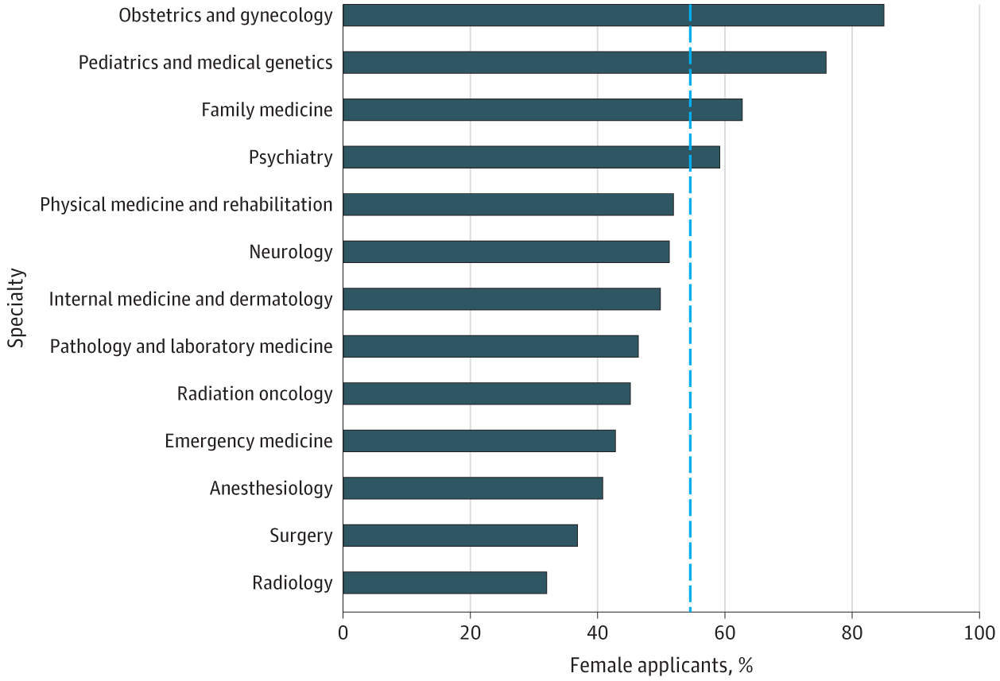 Obstetrics and gynecology
Pediatrics and medical genetics
Family medicine
Psychiatry
Physical medicine and rehabilitation
Neurology
Internal medicine and dermatology
Pathology and laboratory medicine
Radiation oncology
Emergency medicine
Anesthesiology
Surgery
Radiology
Specialty
0 20 40 60 80 100
Female applicants, %